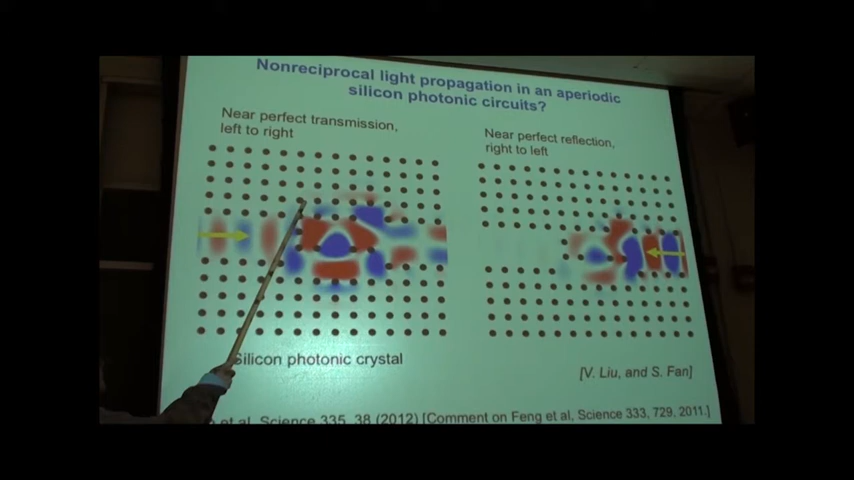 Nonreciprocal light propagation in an aperiodic
silicon photonic circuits?
Near perfect transmission,
left to right
Near perfect reflection,
right to left
Silicon photonic crystal
[V. Liu, and S. Fan]
et al, Science 335, 38 (2012) [Comment on Feng et al, Science 333, 729, 2011.]